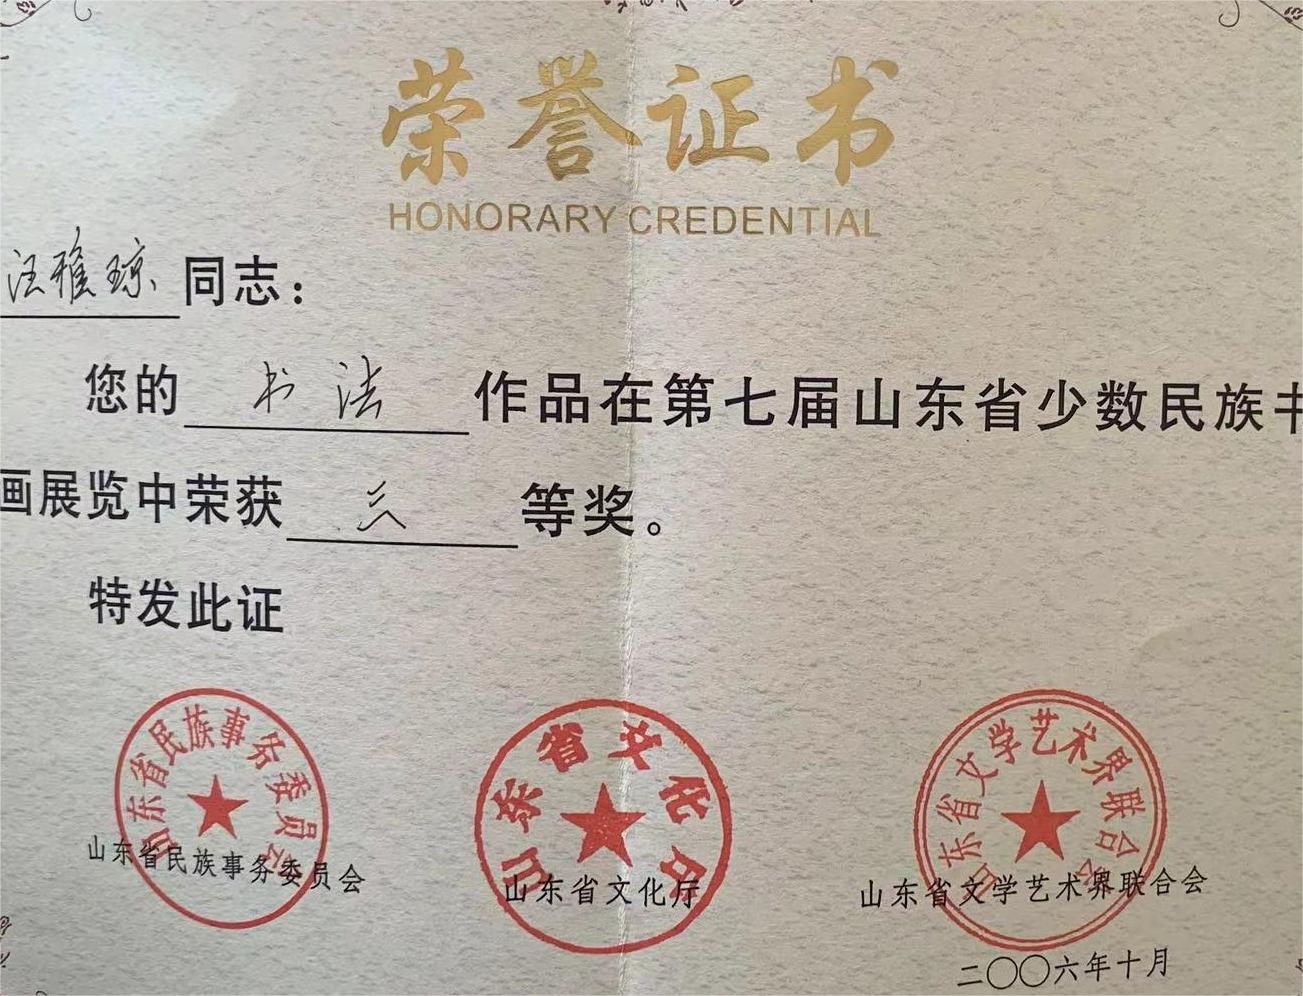 荣誉证书
HONORARY CREDENTIAL
汪雅琼同志：
您的 书法 作品在第七届山东省少数民族书
画展览中荣获 三 等奖。
特发此证
山东省民族事务委员会
山东省文化厅
山东省文学艺术界联合会
山东省民族事务委员会
山东省文化厅
山东省文学艺术界联合会
二〇〇六年十月